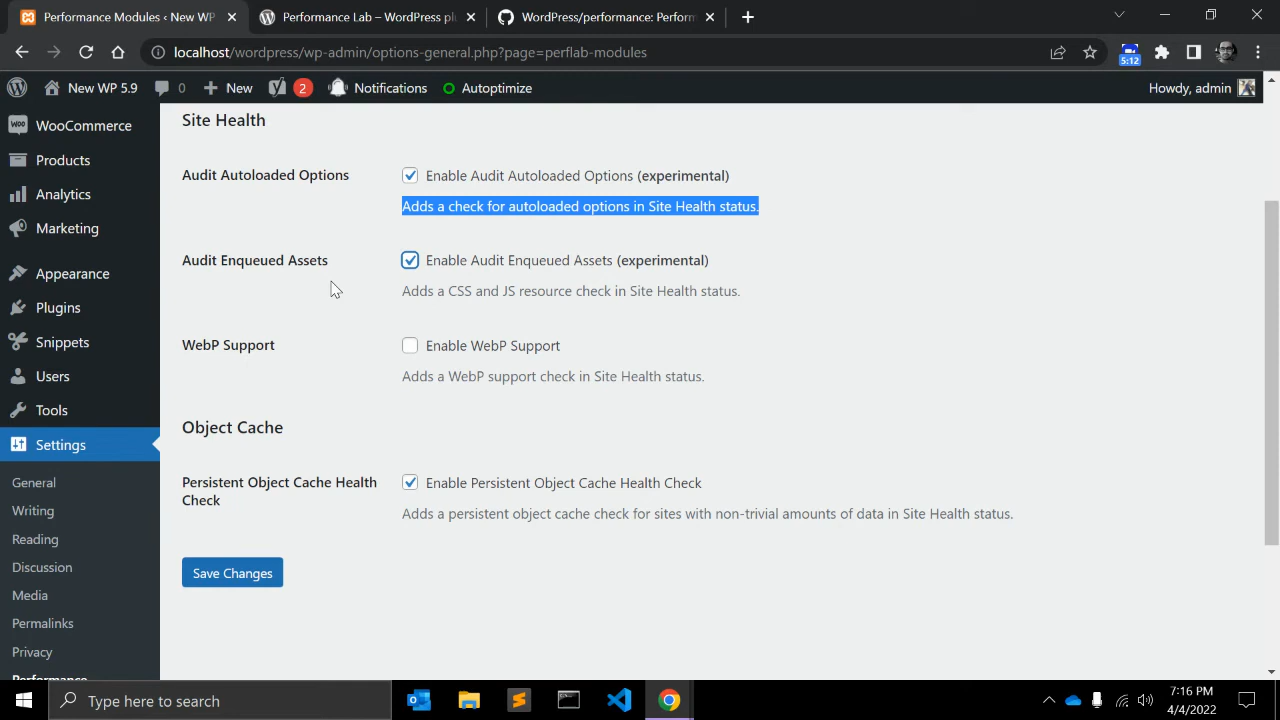 Performance Modules ‹ New WP
Performance Lab – WordPress plu
WordPress/performance: Perform
localhost/wordpress/wp-admin/options-general.php?page=perflab-modules
5:12
New WP 5.9
0
New
2
Notifications
Autoptimize
Howdy, admin
WooCommerce
Products
Analytics
Marketing
Appearance
Plugins
Snippets
Users
Tools
Settings
General
Writing
Reading
Discussion
Media
Permalinks
Privacy
Performance
Site Health
Audit Autoloaded Options
Enable Audit Autoloaded Options (experimental)
Adds a check for autoloaded options in Site Health status.
Audit Enqueued Assets
Enable Audit Enqueued Assets (experimental)
Adds a CSS and JS resource check in Site Health status.
WebP Support
Enable WebP Support
Adds a WebP support check in Site Health status.
Object Cache
Persistent Object Cache Health
Check
Enable Persistent Object Cache Health Check
Adds a persistent object cache check for sites with non-trivial amounts of data in Site Health status.
Save Changes
Type here to search
7:16 PM
4/4/2022